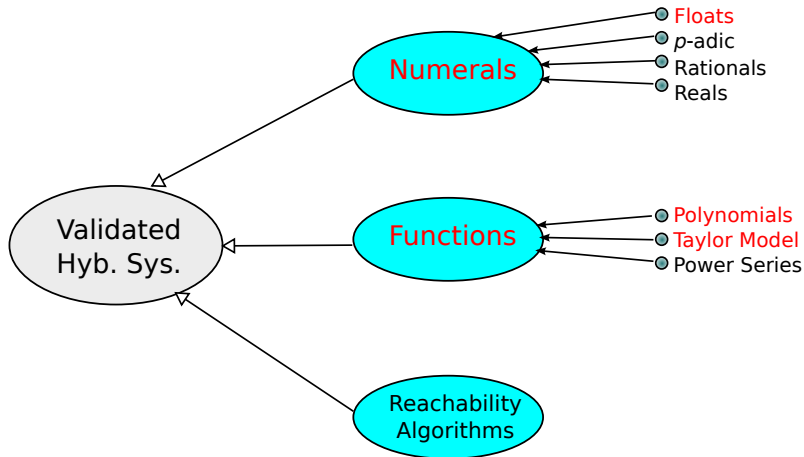 Floats
p-adic
Numerals
Rationals
Reals
Validated
Hyb. Sys.
Functions
Polynomials
Taylor Model
Power Series
Reachability
Algorithms